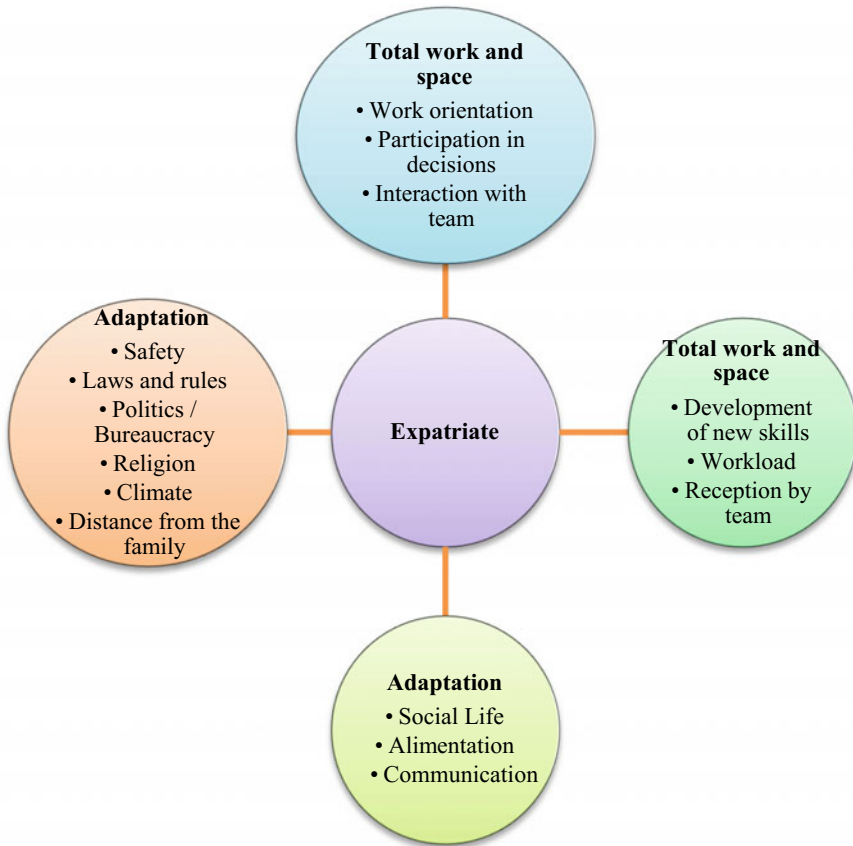 Total work and
space
• Work orientation
• Participation in
decisions
• Interaction with
team
Adaptation
• Safety
• Laws and rules
• Politics /
Bureaucracy
• Religion
• Climate
• Distance from the
family
Expatriate
Total work and
space
• Development
of new skills
• Workload
• Reception by
team
Adaptation
• Social Life
• Alimentation
• Communication